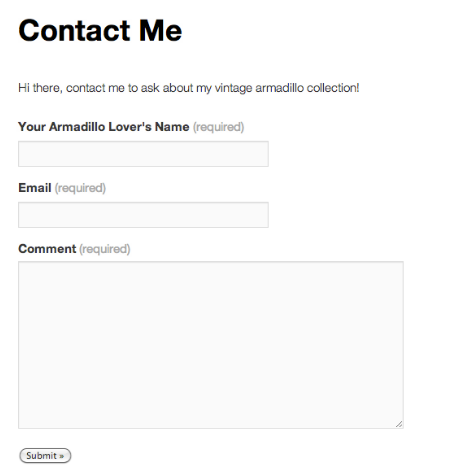 Contact Me
Hi there, contact me to ask about my vintage armadillo collection!
Your Armadillo Lover's Name (required)
Email (required)
Comment (required)
Submit »